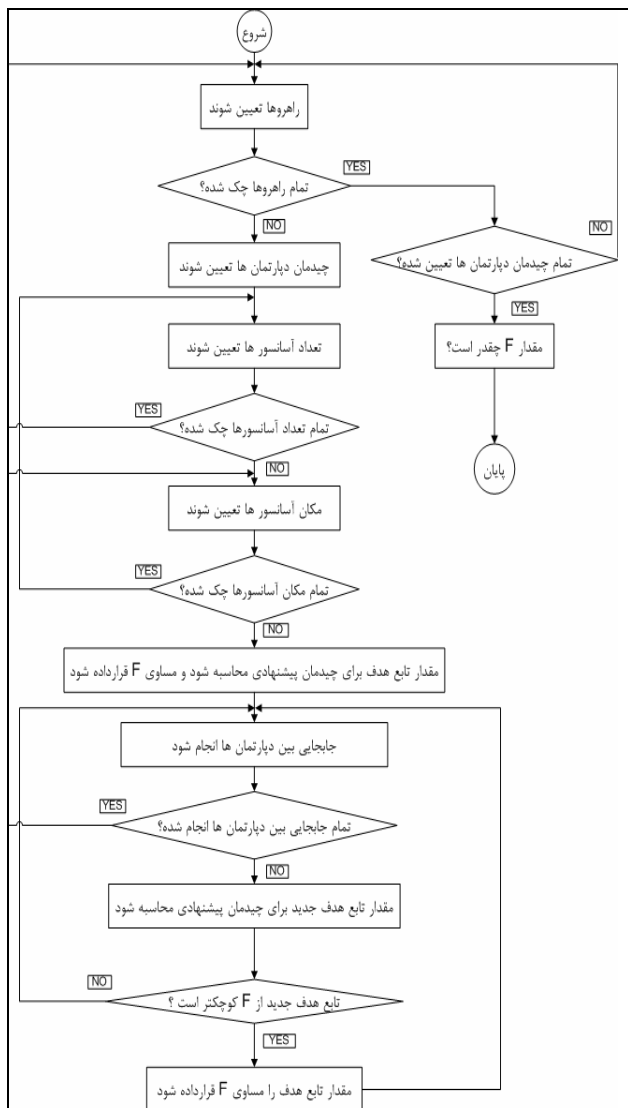 شروع
راهروها تعیین شوند
YES
تمام راهروها چک شده؟
NO
NO
تمام چیدمان دپارتمان ها تعیین شده؟
چیدمان دپارتمان ها تعیین شوند
YES
تعداد آسانسور ها تعیین شوند
مقدار F چقدر است؟
YES
تمام تعداد آسانسورها چک شده؟
NO
پایان
مکان آسانسور ها تعیین شوند
YES
تمام مکان آسانسورها چک شده؟
NO
مقدار تابع هدف برای چیدمان پیشنهادی محاسبه شود و مساوی F قرارداده شود
جابجایی بین دپارتمان ها انجام شود
YES
تمام جابجایی بین دپارتمان ها انجام شده؟
NO
مقدار تابع هدف جدید برای چیدمان پیشنهادی محاسبه شود
NO
تابع هدف جدید از F کوچکتر است ؟
YES
مقدار تابع هدف را مساوی F قرارداده شود